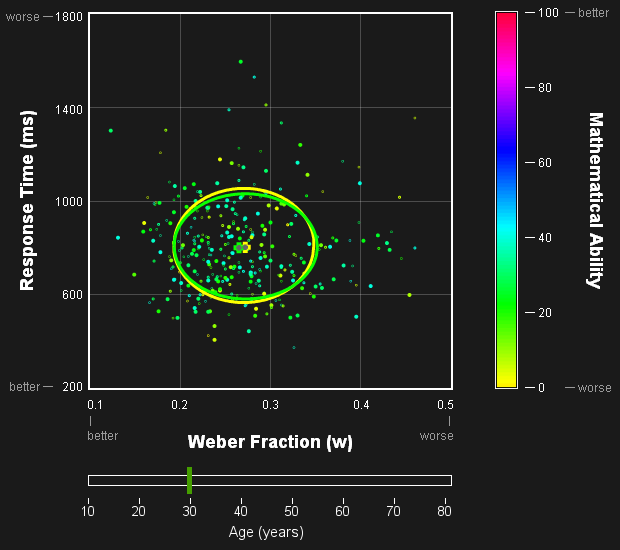 worse
1800
1400
1000
600
200
better
Response Time (ms)
0.1
0.2
0.3
0.4
0.5
better
worse
Weber Fraction (w)
100
80
60
40
20
0
better
worse
Mathematical Ability
10
20
30
40
50
60
70
80
Age (years)